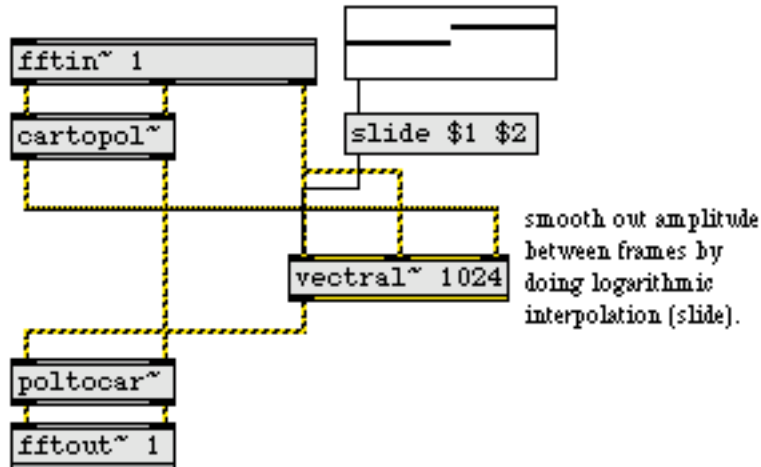 fftin~ 1
cartopol~
slide $1 $2
smooth out amplitude
between frames by
doing logarithmic
interpolation (slide).
vectral~ 1024
poltocar~
fftout~ 1